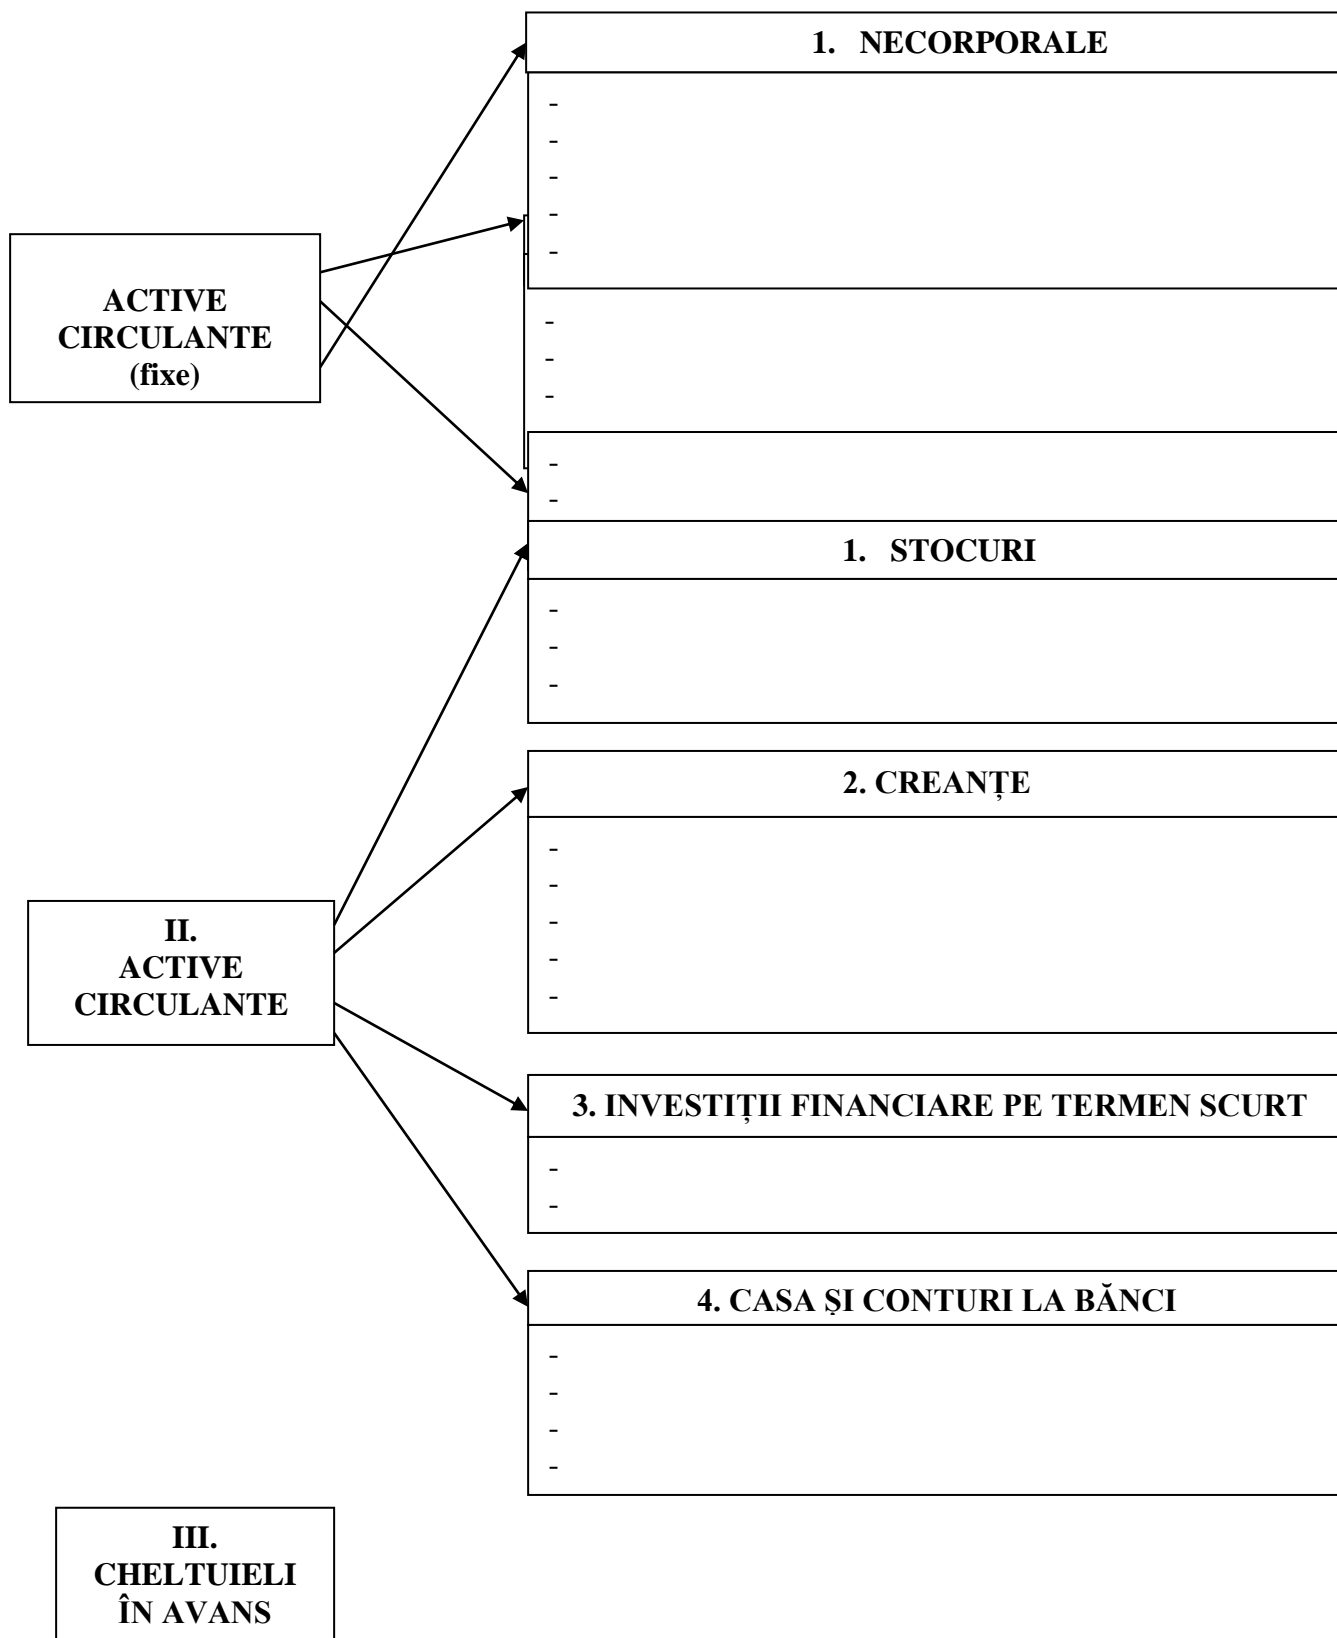 1. NECORPORALE
-
-
-
-
-
ACTIVE
CIRCULANTE
(fixe)
-
-
-
-
-
1. STOCURI
-
-
-
2. CREANȚE
-
-
-
-
-
II.
ACTIVE
CIRCULANTE
3. INVESTIȚII FINANCIARE PE TERMEN SCURT
-
-
4. CASA ȘI CONTURI LA BĂNCI
-
-
-
-
III.
CHELTUIELI
ÎN AVANS